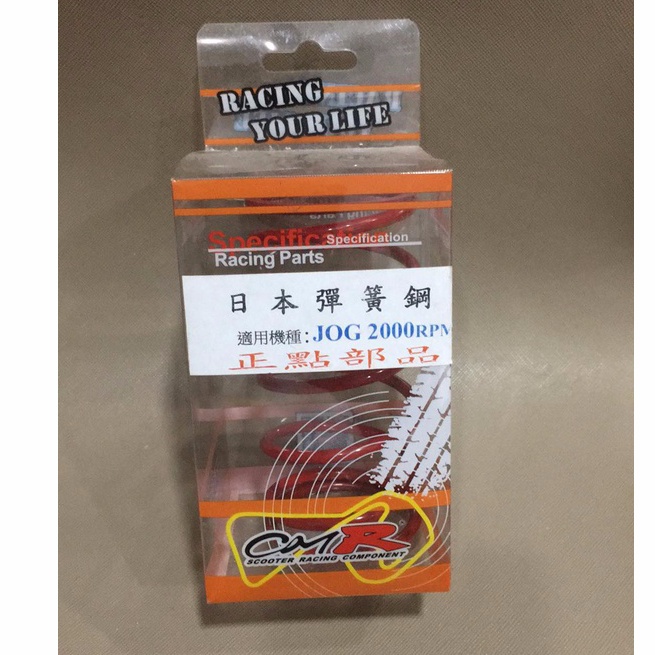 RACING
YOUR LIFE
Specification
Racing Parts
日本彈簧鋼
適用機種：JOG 2000RPM
正點部品
CMR
SCOOTER RACING COMPONENT